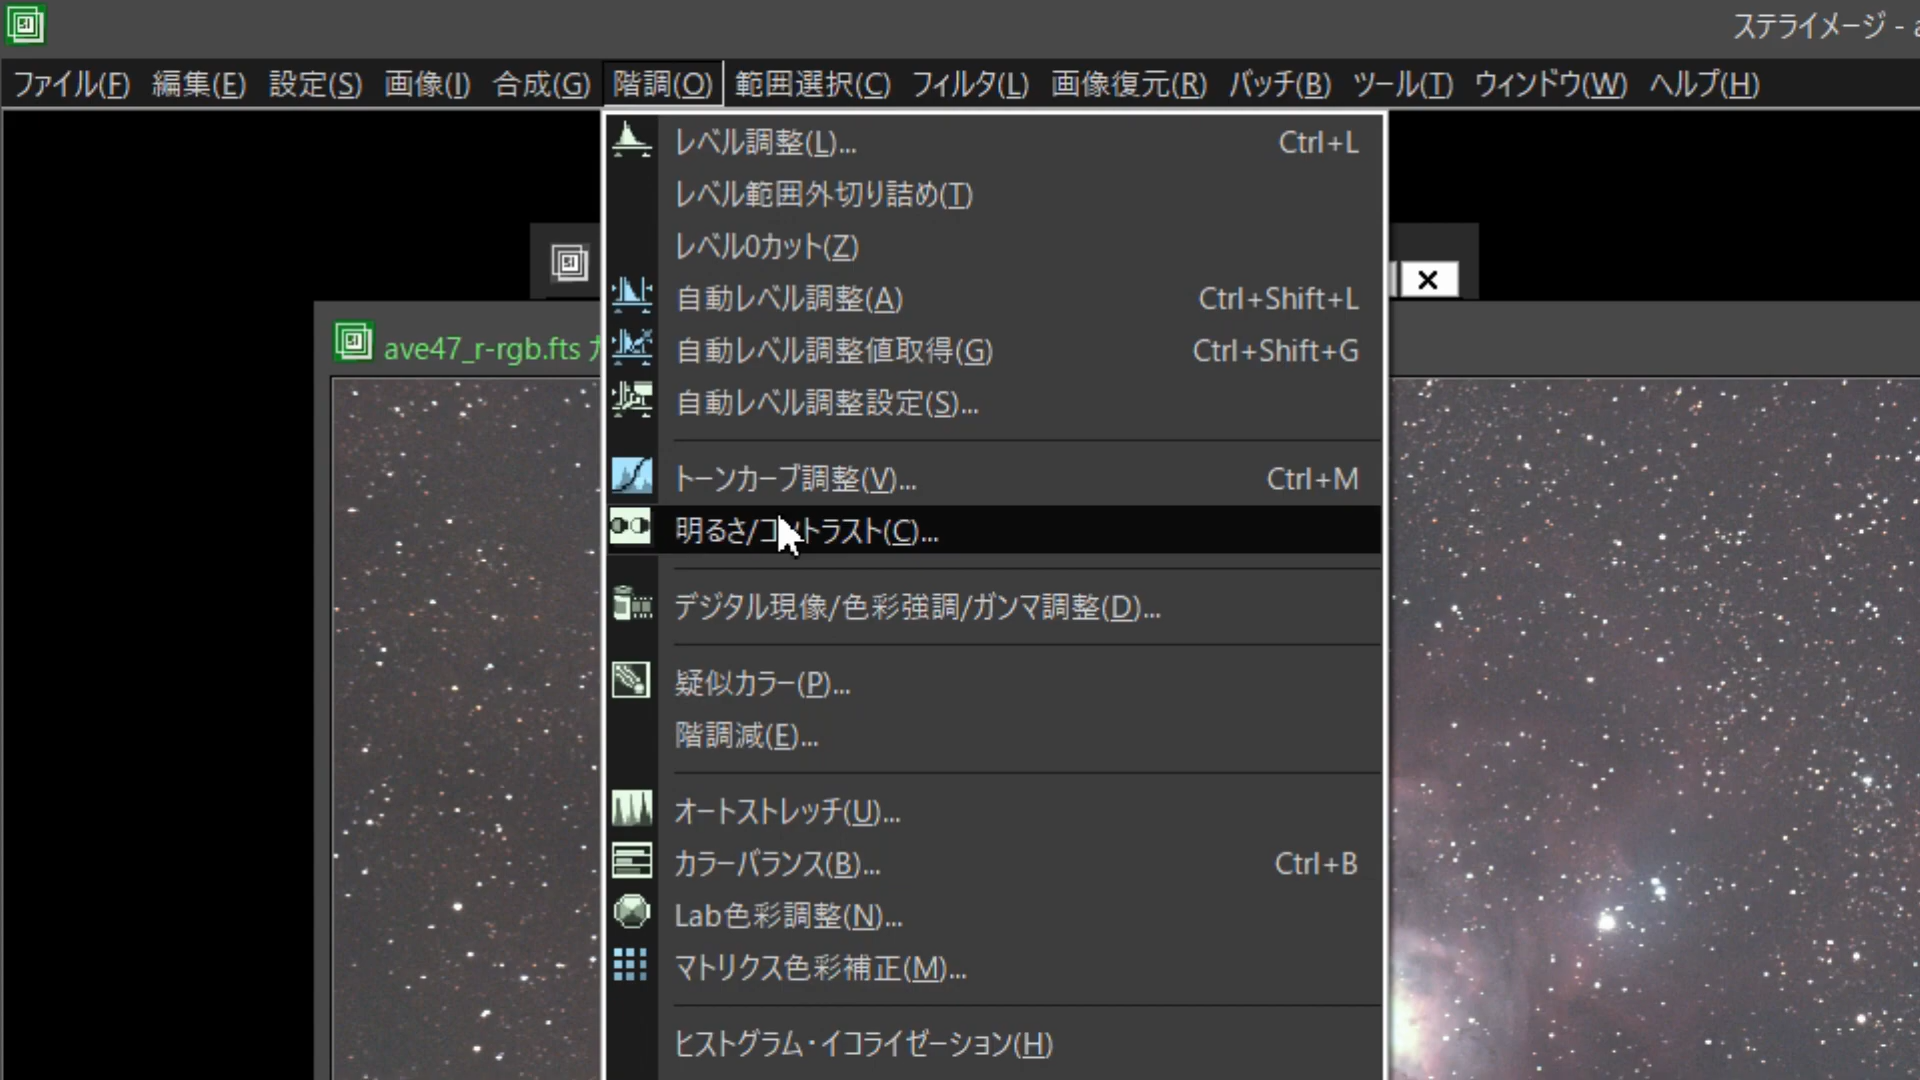 ステライメージ -
ファイル(F) 編集(E) 設定(S) 画像(I) 合成(G) 階調(O) 範囲選択(C) フィルタ(L) 画像復元(R) バッチ(B) ツール(T) ウィンドウ(W) ヘルプ(H)
レベル調整(L)... Ctrl+L
レベル範囲外切り詰め(T)
レベル0カット(Z)
自動レベル調整(A) Ctrl+Shift+L
ave47_r-rgb.fts
自動レベル調整値取得(G) Ctrl+Shift+G
自動レベル調整設定(S)...
トーンカーブ調整(V)... Ctrl+M
明るさ/コントラスト(C)...
デジタル現像/色彩強調/ガンマ調整(D)...
疑似カラー(P)...
階調減(E)...
オートストレッチ(U)...
カラーバランス(B)... Ctrl+B
Lab色彩調整(N)...
マトリクス色彩補正(M)...
ヒストグラム・イコライゼーション(H)